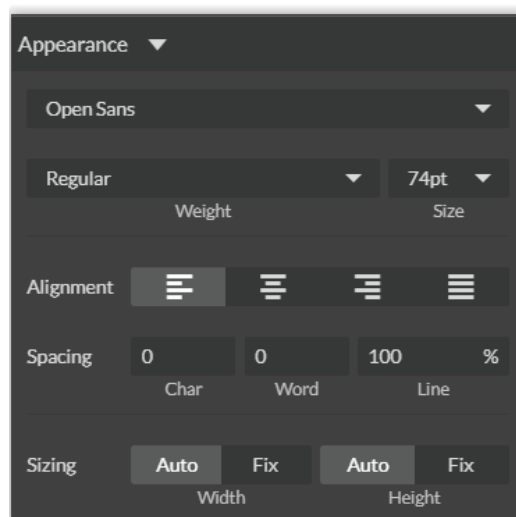 Appearance
Open Sans
Regular 74pt
Weight Size
Alignment
Spacing 0 0 100 %
Char Word Line
Sizing Auto Fix Auto Fix
Width Height